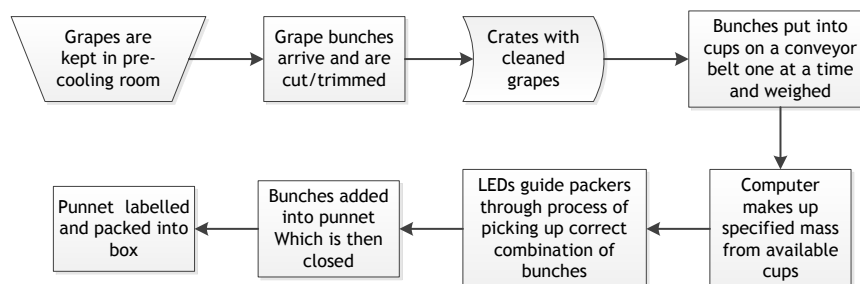 Grapes are
kept in pre-
cooling room
Grape bunches
arrive and are
cut/trimmed
Crates with
cleaned
grapes
Bunches put into
cups on a conveyor
belt one at a time
and weighed
Computer
makes up
specified mass
from available
cups
LEDs guide packers
through process of
picking up correct
combination of
bunches
Bunches added
into punnet
Which is then
closed
Punnet labelled
and packed into
box